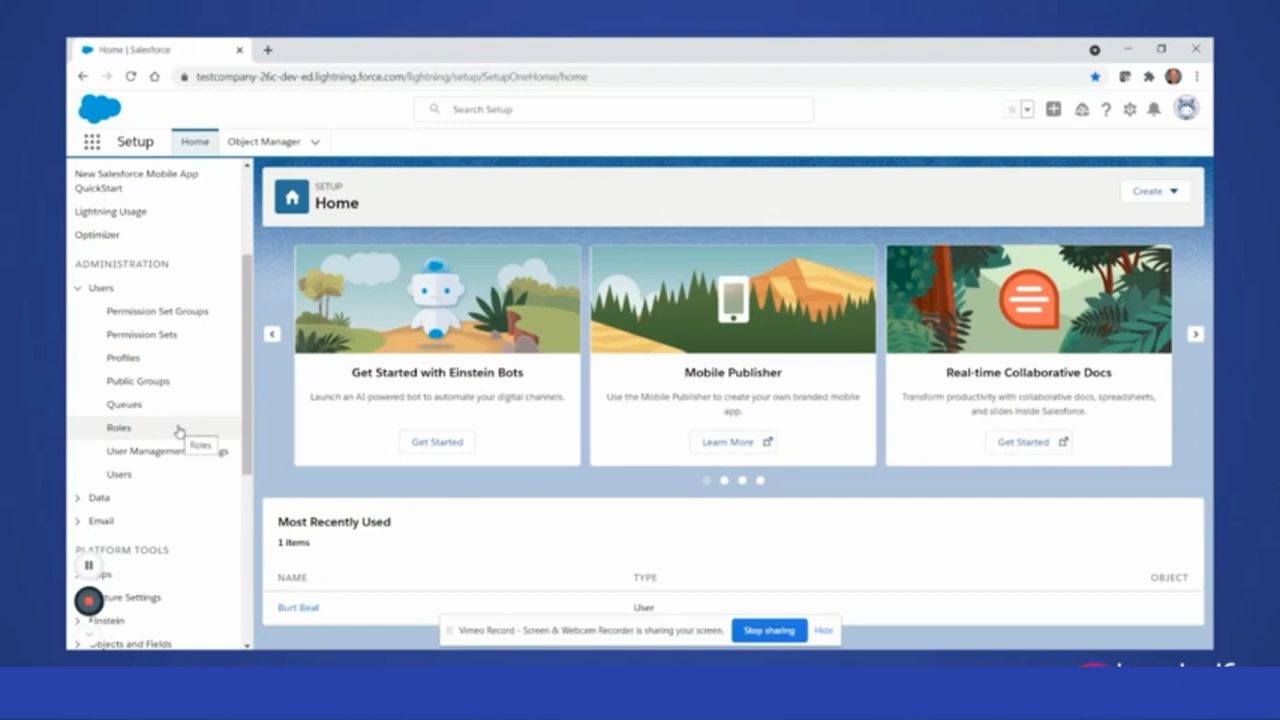 Home | Salesforce
testcompany-26c-dev-ed.lightning.force.com/lightning/setup/SetupOneHome/home
Search Setup
Setup
Home
Object Manager
New Salesforce Mobile App
QuickStart
Lightning Usage
Optimizer
ADMINISTRATION
Users
Permission Set Groups
Permission Sets
Profiles
Public Groups
Queues
Roles
Roles
User Management
Users
Data
Email
PLATFORM TOOLS
Objects and Fields
SETUP
Home
Create
Get Started with Einstein Bots
Launch an AI-powered bot to automate your digital channels.
Get Started
Mobile Publisher
Use the Mobile Publisher to create your own branded mobile
app.
Learn More
Real-time Collaborative Docs
Transform productivity with collaborative docs, spreadsheets,
and slides inside Salesforce.
Get Started
Most Recently Used
1 items
NAME TYPE OBJECT
Burt Beal User
Vimeo Record - Screen & Webcam Recorder is sharing your screen.
Stop sharing
Hide